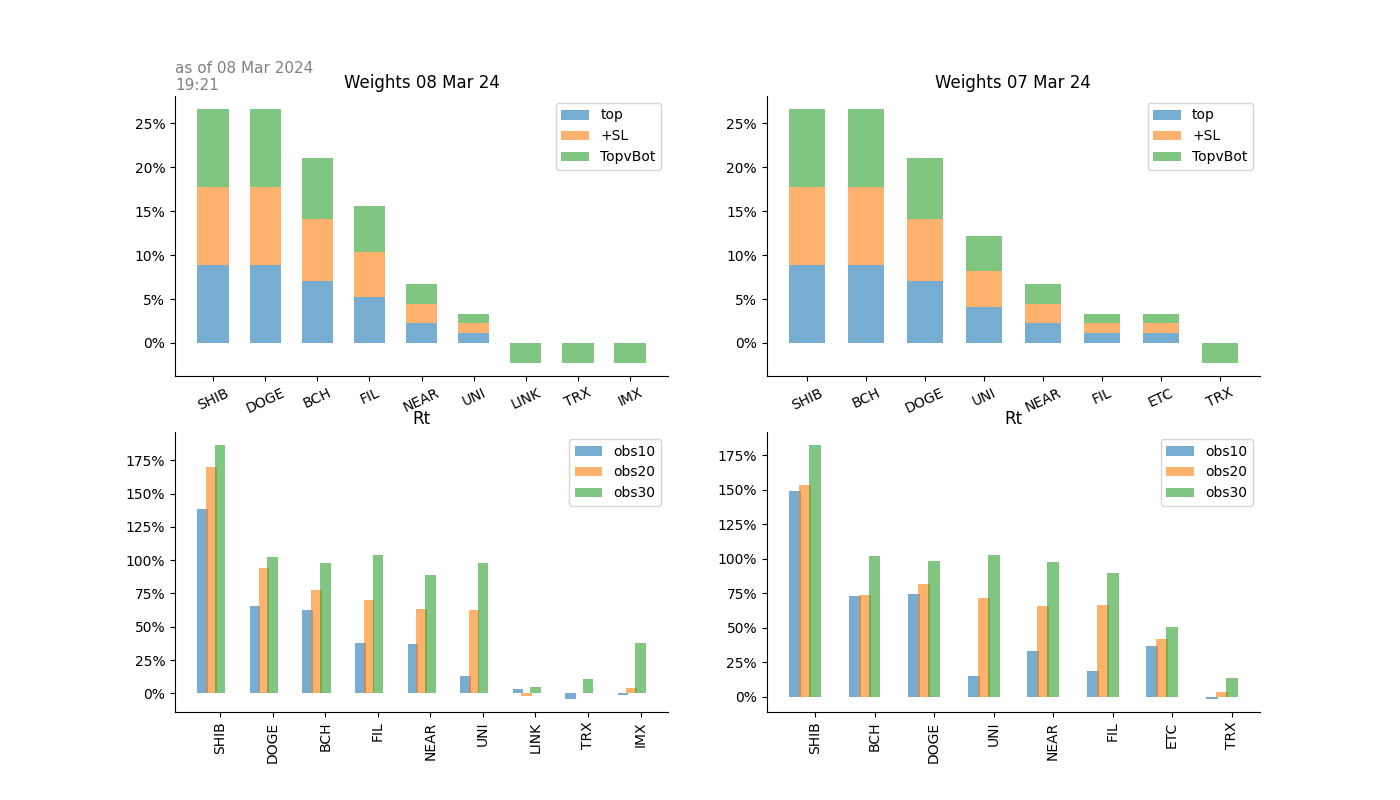 as of 08 Mar 2024
19:21
Weights 08 Mar 24
25%
20%
15%
10%
5%
0%
top
+SL
TopvBot
SHIB DOGE BCH FIL NEAR UNI LINK TRX IMX
Weights 07 Mar 24
25%
20%
15%
10%
5%
0%
top
+SL
TopvBot
SHIB BCH DOGE UNI NEAR FIL ETC TRX
Rt
175%
150%
125%
100%
75%
50%
25%
0%
obs10
obs20
obs30
SHIB DOGE BCH FIL NEAR UNI LINK TRX IMX
Rt
175%
150%
125%
100%
75%
50%
25%
0%
obs10
obs20
obs30
SHIB BCH DOGE UNI NEAR FIL ETC TRX